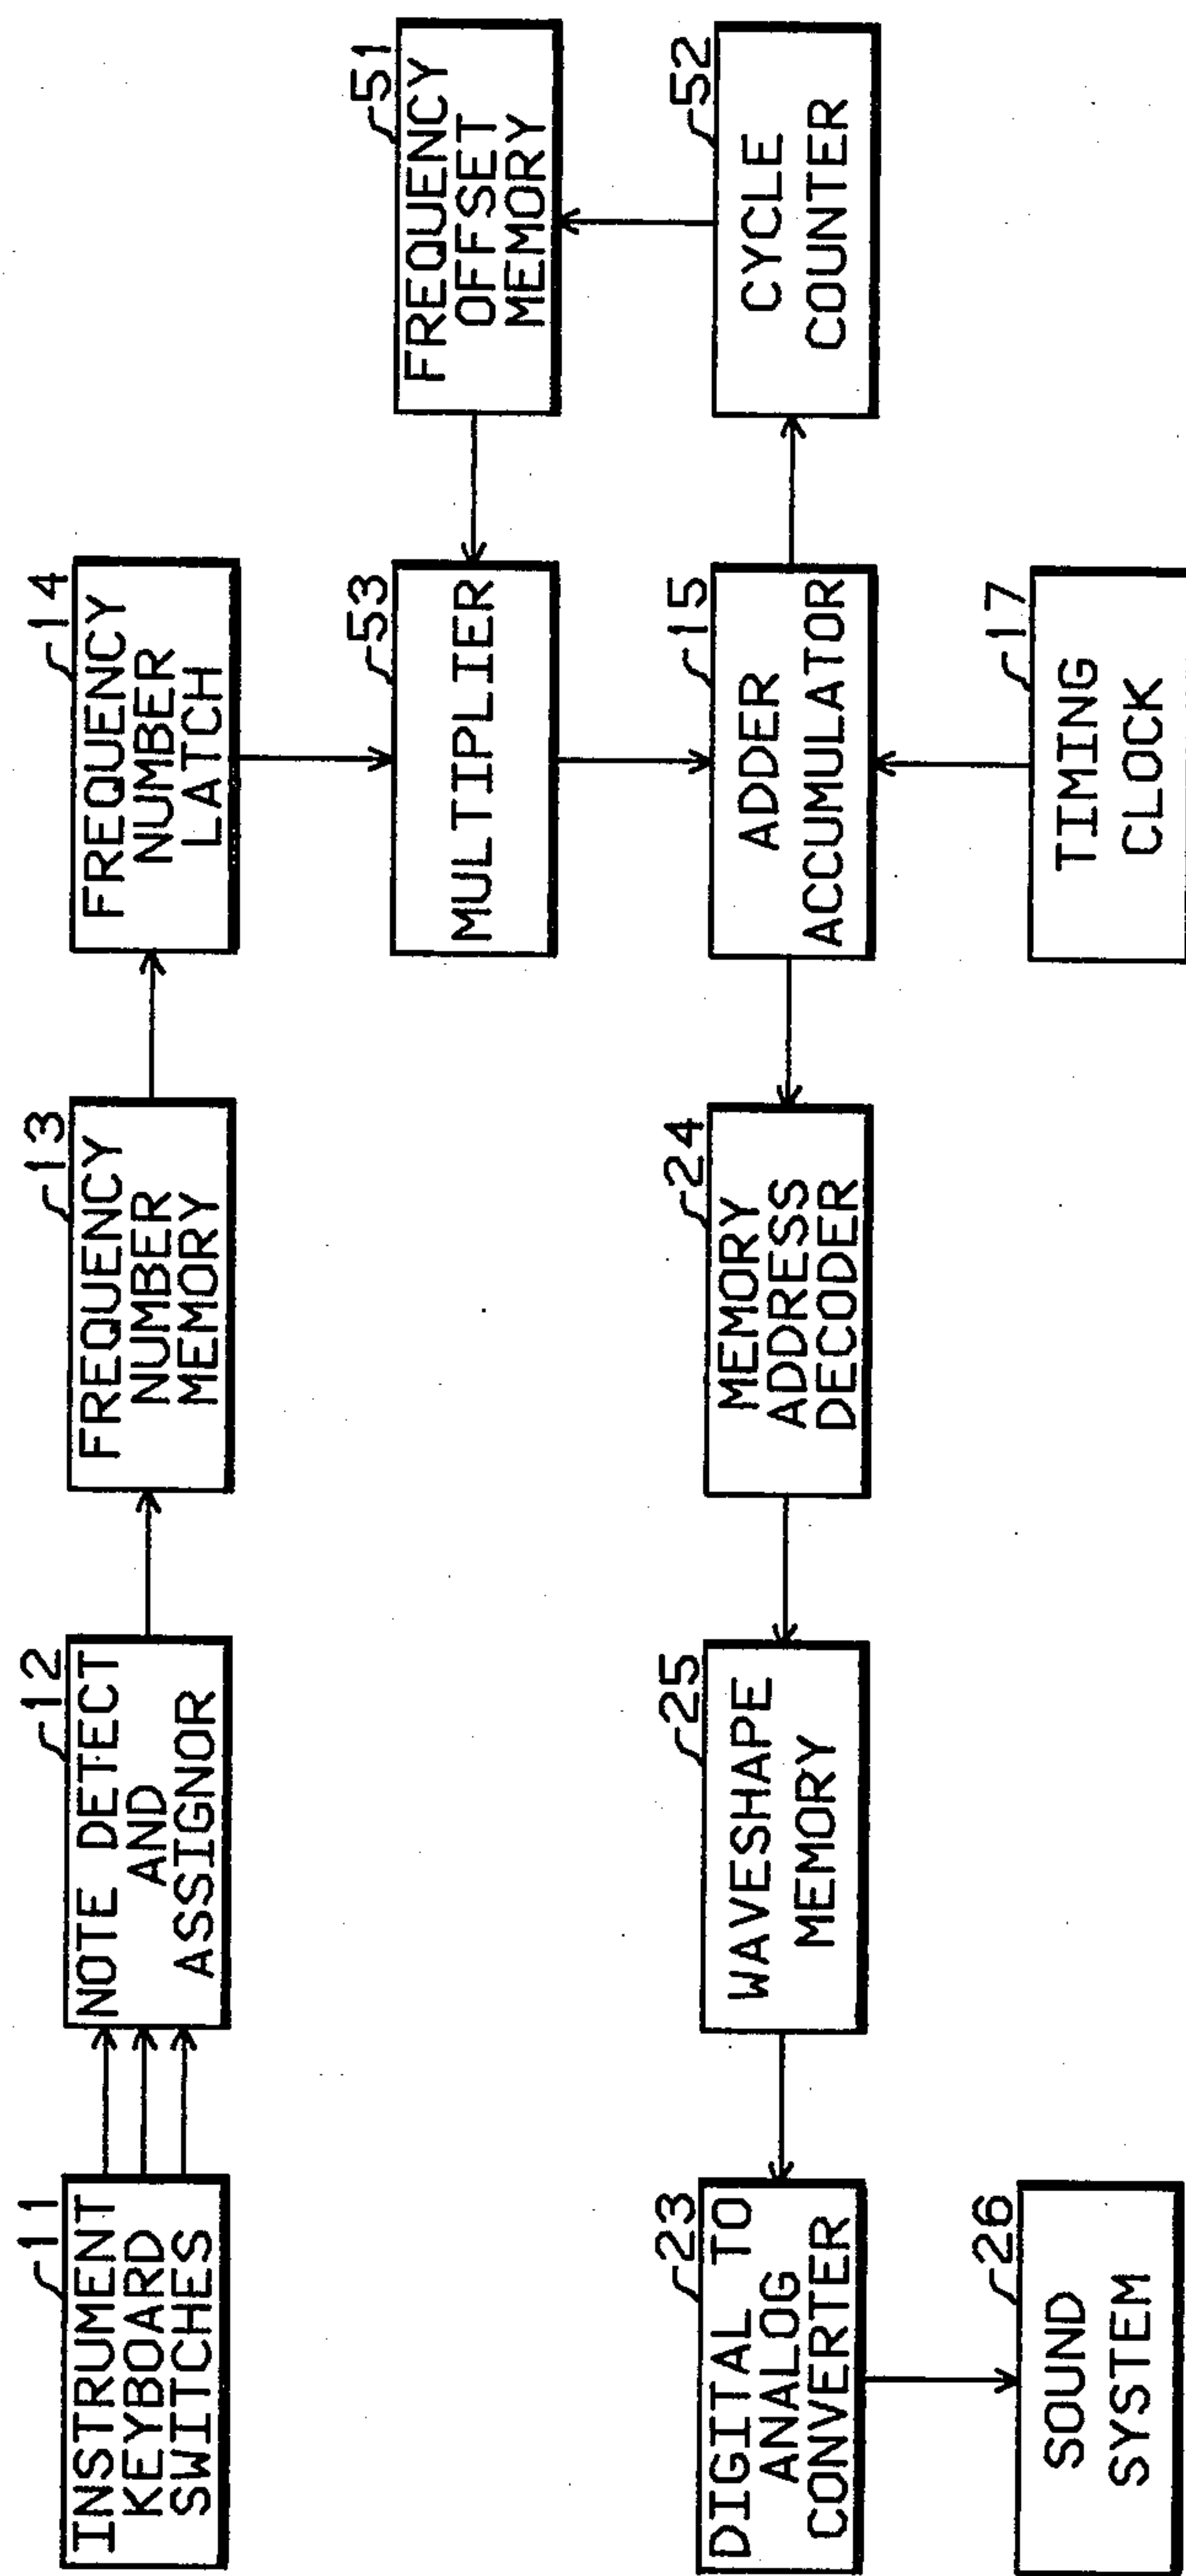 11
INSTRUMENT
KEYBOARD
SWITCHES
12
NOTE DETECT
AND
ASSIGNOR
13
FREQUENCY
NUMBER
MEMORY
14
FREQUENCY
NUMBER
LATCH
53
MULTIPLIER
51
FREQUENCY
OFFSET
MEMORY
23
DIGITAL TO
ANALOG
CONVERTER
25
WAVESHAPE
MEMORY
24
MEMORY
ADDRESS
DECODER
15
ADDER
ACCUMULATOR
52
CYCLE
COUNTER
26
SOUND
SYSTEM
17
TIMING
CLOCK